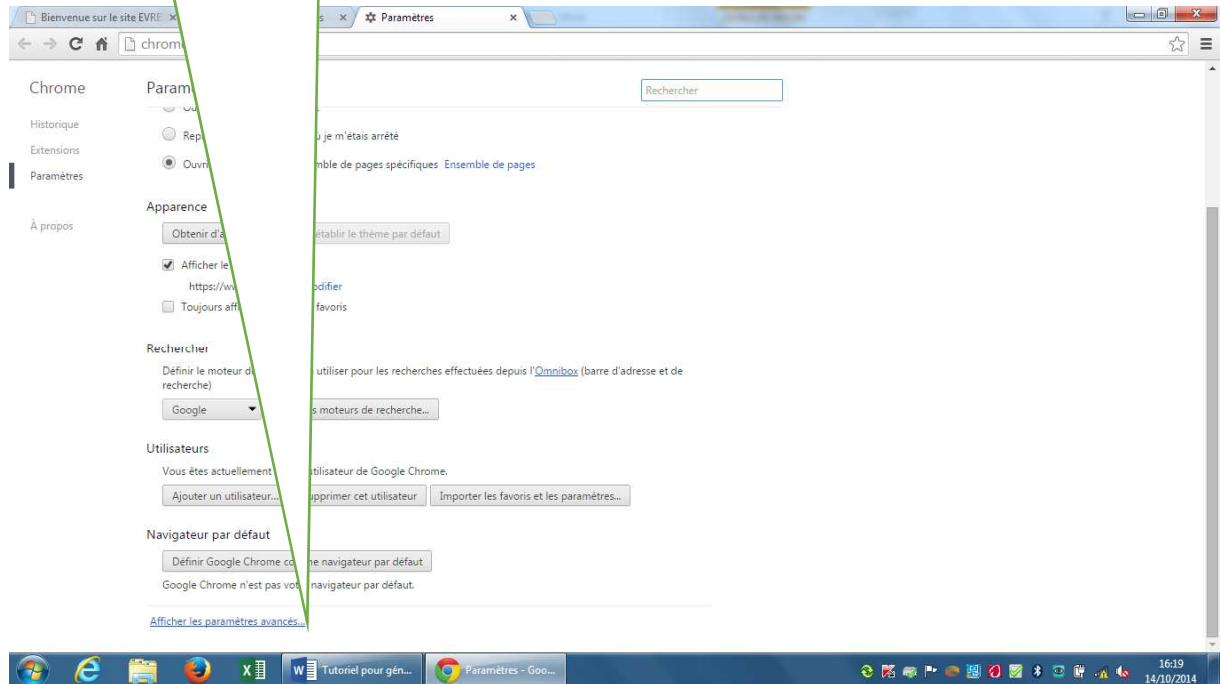 Bienvenue sur le site EVRE
s
Paramètres
chrom
Chrome
Param
Rechercher
Historique
Rep
ù je m'étais arrêté
Extensions
Ouvr
mble de pages spécifiques Ensemble de pages
Paramètres
Apparence
À propos
Obtenir d'a
établir le thème par défaut
Afficher le
https://w
odifier
Toujours aff
favoris
Rechercher
Définir le moteur d
utiliser pour les recherches effectuées depuis l'Omnibox (barre d'adresse et de
recherche)
Google
s moteurs de recherche...
Utilisateurs
Vous êtes actuellement
utilisateur de Google Chrome.
Ajouter un utilisateur...
upprimer cet utilisateur
Importer les favoris et les paramètres...
Navigateur par défaut
Définir Google Chrome co
me navigateur par défaut
Google Chrome n'est pas vot
navigateur par défaut.
Afficher les paramètres avancés...
Tutoriel pour gén...
Paramètres - Goo...
16:19
14/10/2014